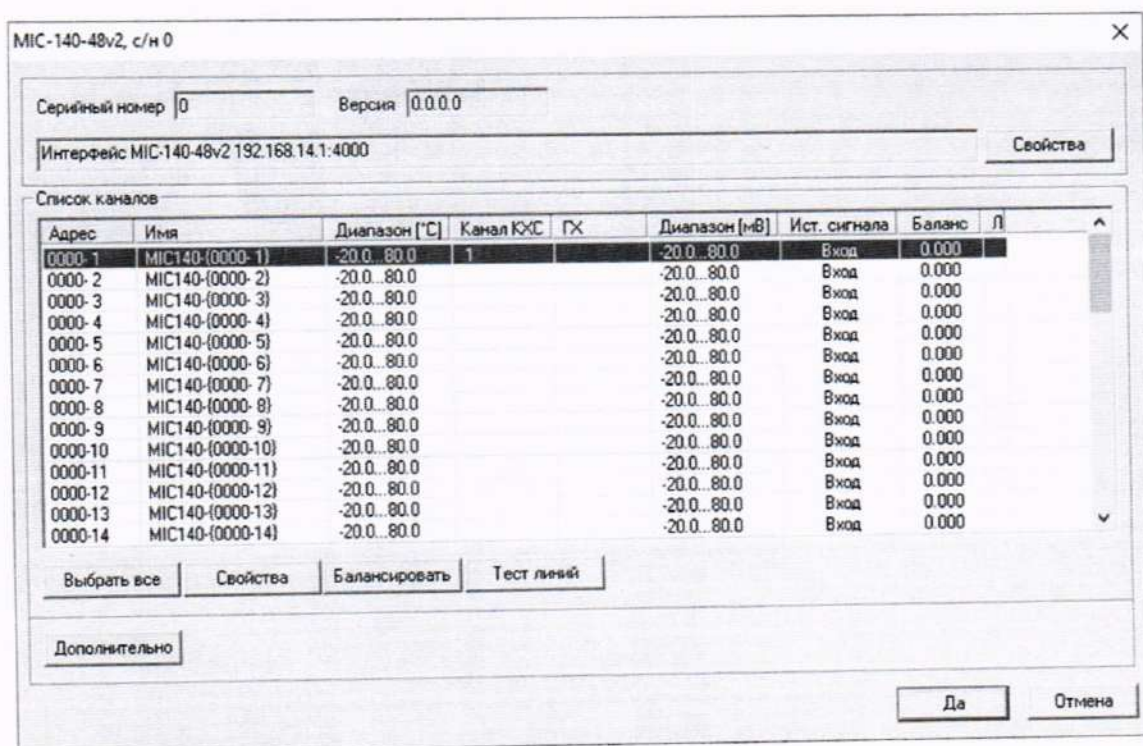 MIC-140-48v2, с/н 0
Серийный номер 0 Версия 0.0.0.0
Интерфейс MIC-140-48v2 192.168.14.1:4000 Свойства
Список каналов
Адрес Имя Диапазон [°C] Канал КХС ГХ Диапазон [мВ] Ист. сигнала Баланс Л
0000- 1 MIC140-{0000- 1} -20.0...80.0 1 -20.0...80.0 Вход 0.000
0000- 2 MIC140-{0000- 2} -20.0...80.0 -20.0...80.0 Вход 0.000
0000- 3 MIC140-{0000- 3} -20.0...80.0 -20.0...80.0 Вход 0.000
0000- 4 MIC140-{0000- 4} -20.0...80.0 -20.0...80.0 Вход 0.000
0000- 5 MIC140-{0000- 5} -20.0...80.0 -20.0...80.0 Вход 0.000
0000- 6 MIC140-{0000- 6} -20.0...80.0 -20.0...80.0 Вход 0.000
0000- 7 MIC140-{0000- 7} -20.0...80.0 -20.0...80.0 Вход 0.000
0000- 8 MIC140-{0000- 8} -20.0...80.0 -20.0...80.0 Вход 0.000
0000- 9 MIC140-{0000- 9} -20.0...80.0 -20.0...80.0 Вход 0.000
0000-10 MIC140-{0000-10} -20.0...80.0 -20.0...80.0 Вход 0.000
0000-11 MIC140-{0000-11} -20.0...80.0 -20.0...80.0 Вход 0.000
0000-12 MIC140-{0000-12} -20.0...80.0 -20.0...80.0 Вход 0.000
0000-13 MIC140-{0000-13} -20.0...80.0 -20.0...80.0 Вход 0.000
0000-14 MIC140-{0000-14} -20.0...80.0 -20.0...80.0 Вход 0.000
Выбрать все Свойства Балансировать Тест линий
Дополнительно
Да Отмена